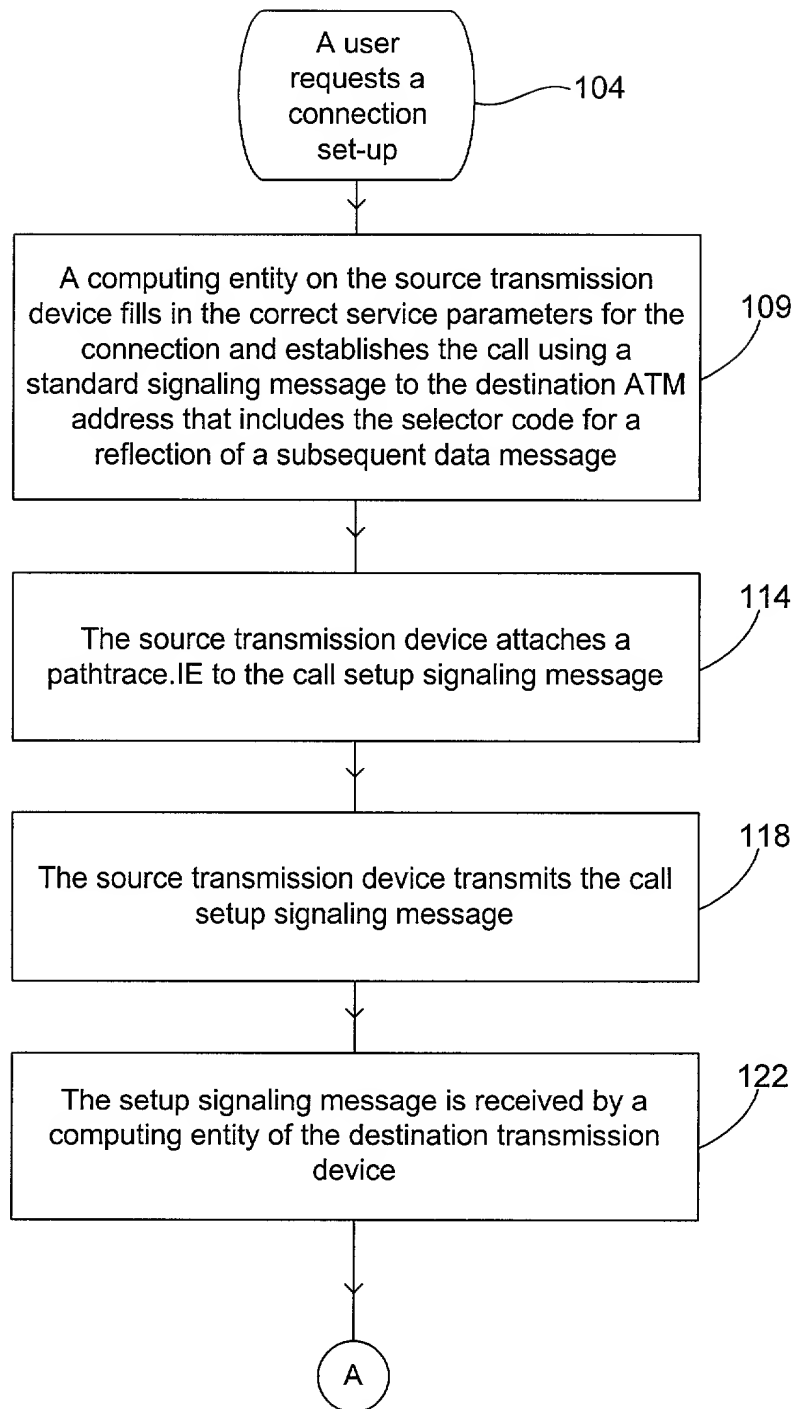 A user
requests a
connection
set-up
104
A computing entity on the source transmission
device fills in the correct service parameters for the
connection and establishes the call using a
standard signaling message to the destination ATM
address that includes the selector code for a
reflection of a subsequent data message
109
The source transmission device attaches a
pathtrace.IE to the call setup signaling message
114
The source transmission device transmits the call
setup signaling message
118
The setup signaling message is received by a
computing entity of the destination transmission
device
122
A